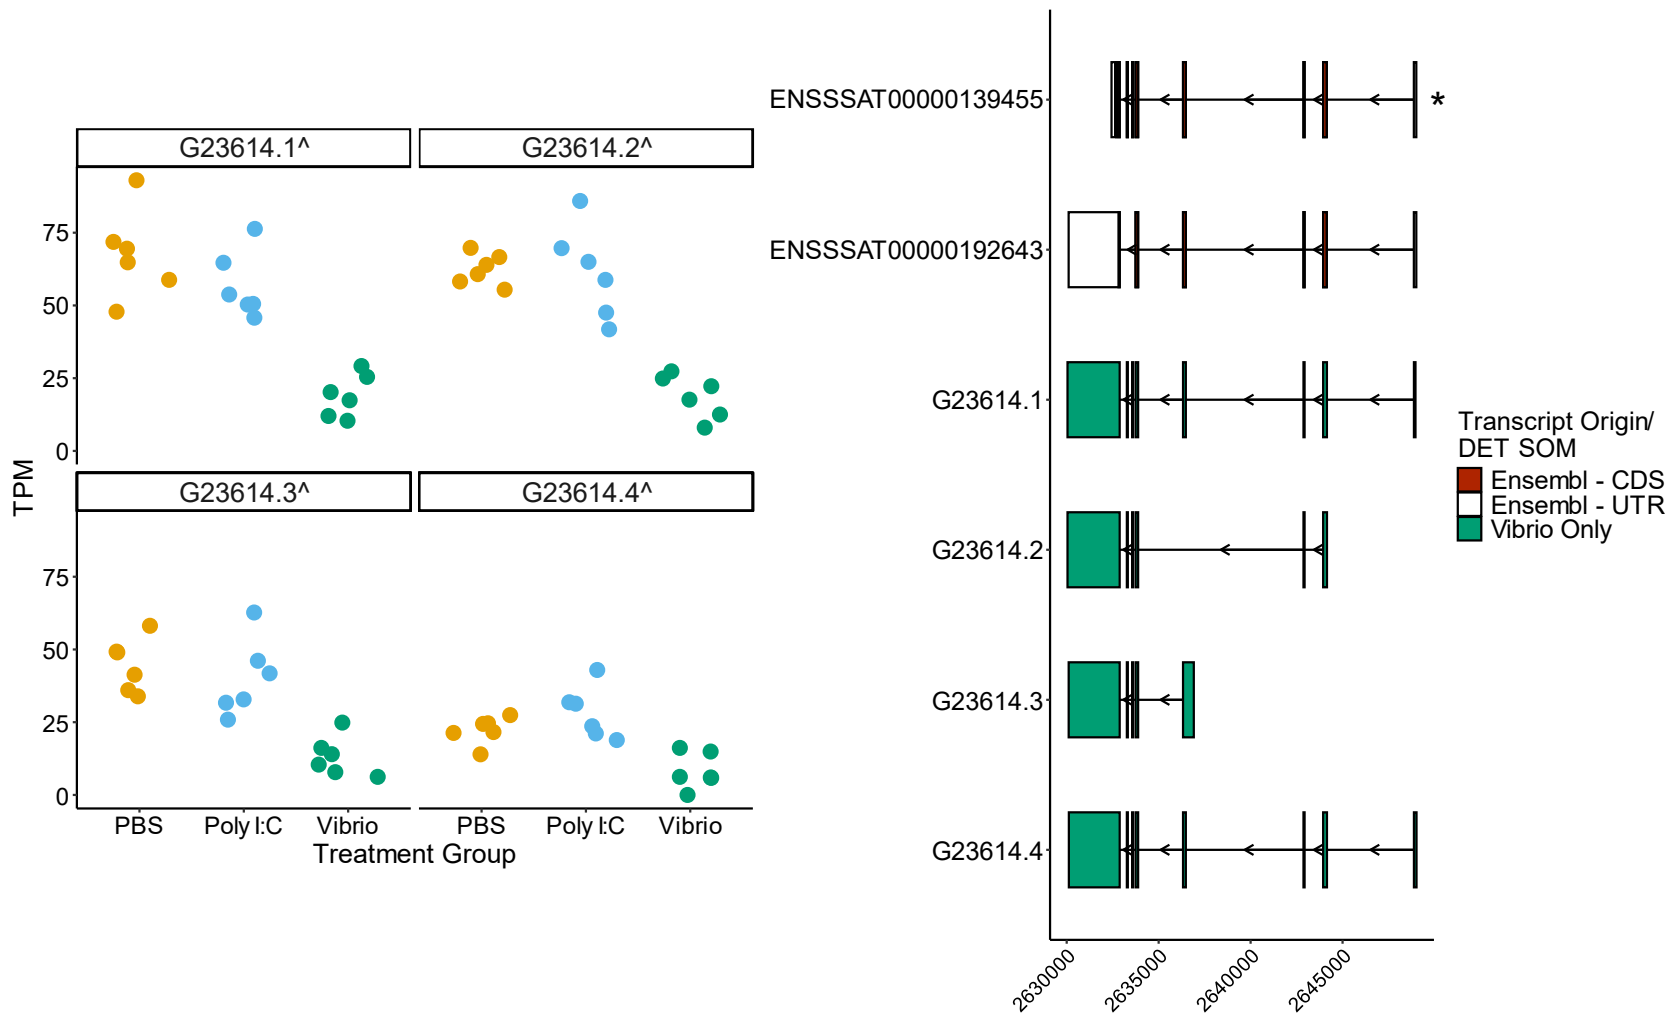 G23614.1^
G23614.2^
75
50
25
0
G23614.3^
G23614.4^
75
50
25
0
TPM
PBS
Poly I:C
Vibrio
PBS
Poly I:C
Vibrio
Treatment Group
ENSSSAT00000139455
*
ENSSSAT00000192643
G23614.1
G23614.2
G23614.3
G23614.4
2630000
2635000
2640000
2645000
Transcript Origin/
DET SOM
Ensembl - CDS
Ensembl - UTR
Vibrio Only